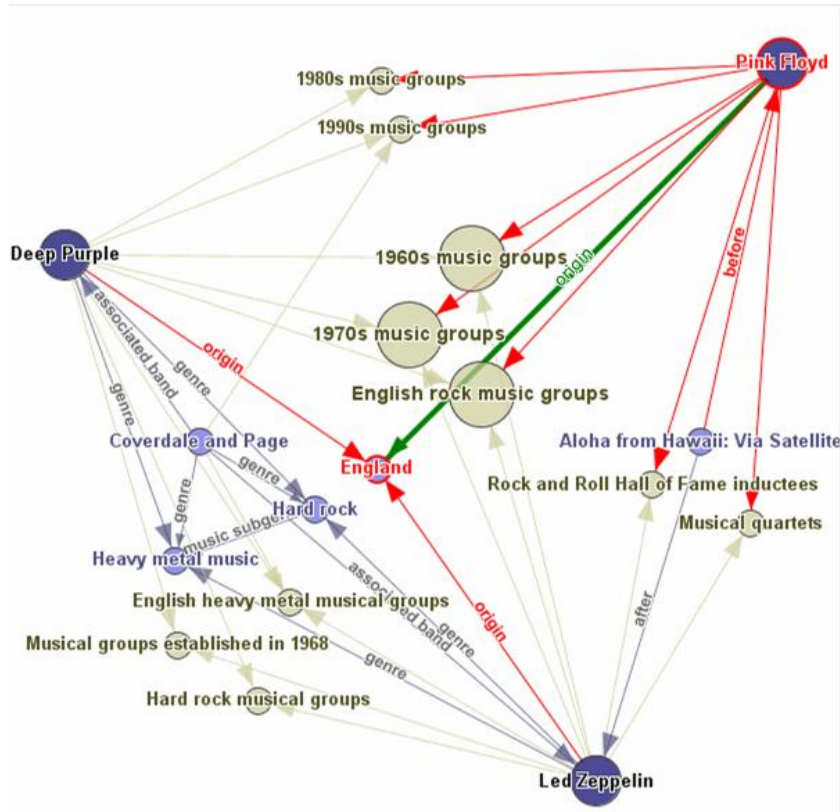 Pink Floyd
1980s music groups
1990s music groups
before
Deep Purple
1960s music groups
origin
associated band
genre
origin
1970s music groups
genre
English rock music groups
Coverdale and Page
genre
England
Aloha from Hawaii: Via Satellite
Rock and Roll Hall of Fame inductees
genre
Hard rock
Musical quartets
music subgen
Heavy metal music
associated band
genre
English heavy metal musical groups
origin
after
Musical groups established in 1968
genre
Hard rock musical groups
Led Zeppelin